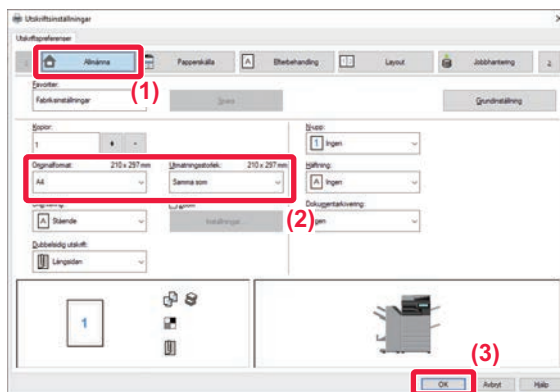 Utskriftsinställningar
Utskriftspreferenser
Allmänna
Papperskälla
Efterbehandling
Layout
Jobbhantering
(1)
Favoriter:
Fabriksinställningar
Spara
Grundinställning
Kopior:
1
N-upp:
Ingen
Originalformat: 210 x 297 mm
Utmatningsstorlek: 210 x 297 mm
Häftning:
A4
Samma som
Ingen
(2)
Dokumentarkivering:
Stående
Inställningar...
Ingen
Dubbelsidig utskrift:
Långsidan
1
(3)
OK
Avbryt
Hjälp